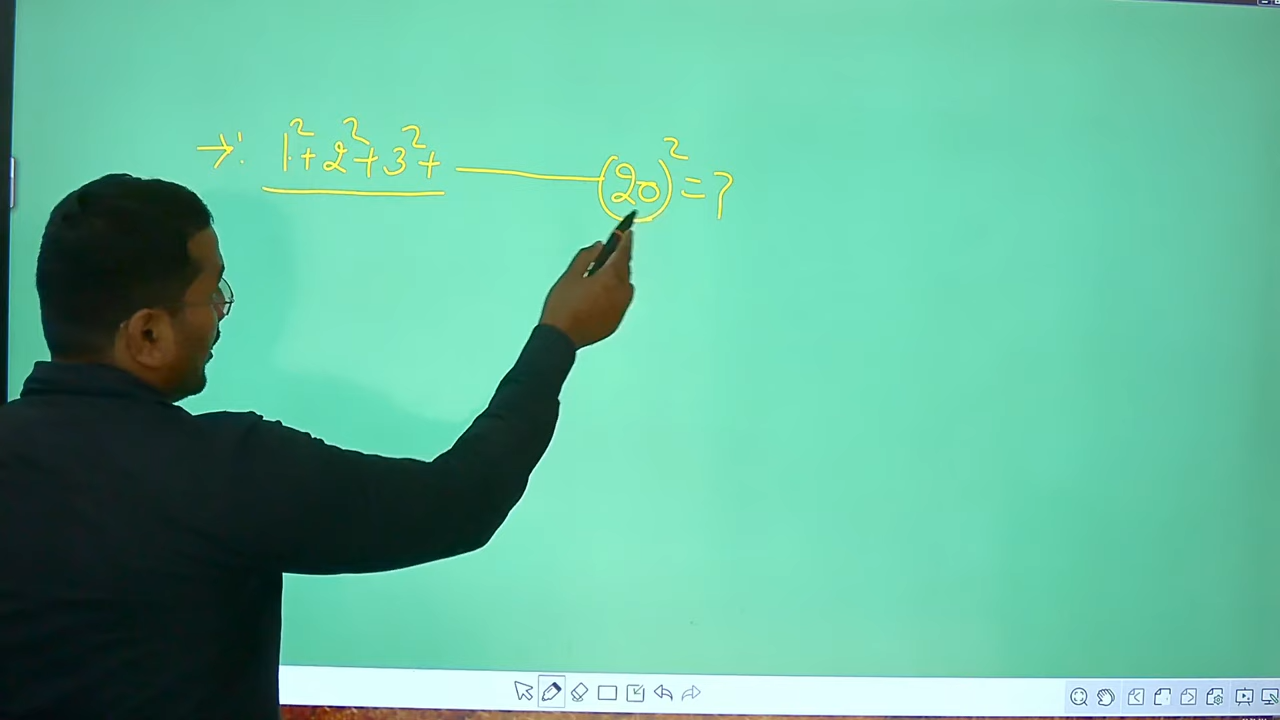 →: 1²+2²+3²+ ——— (20)² = ?